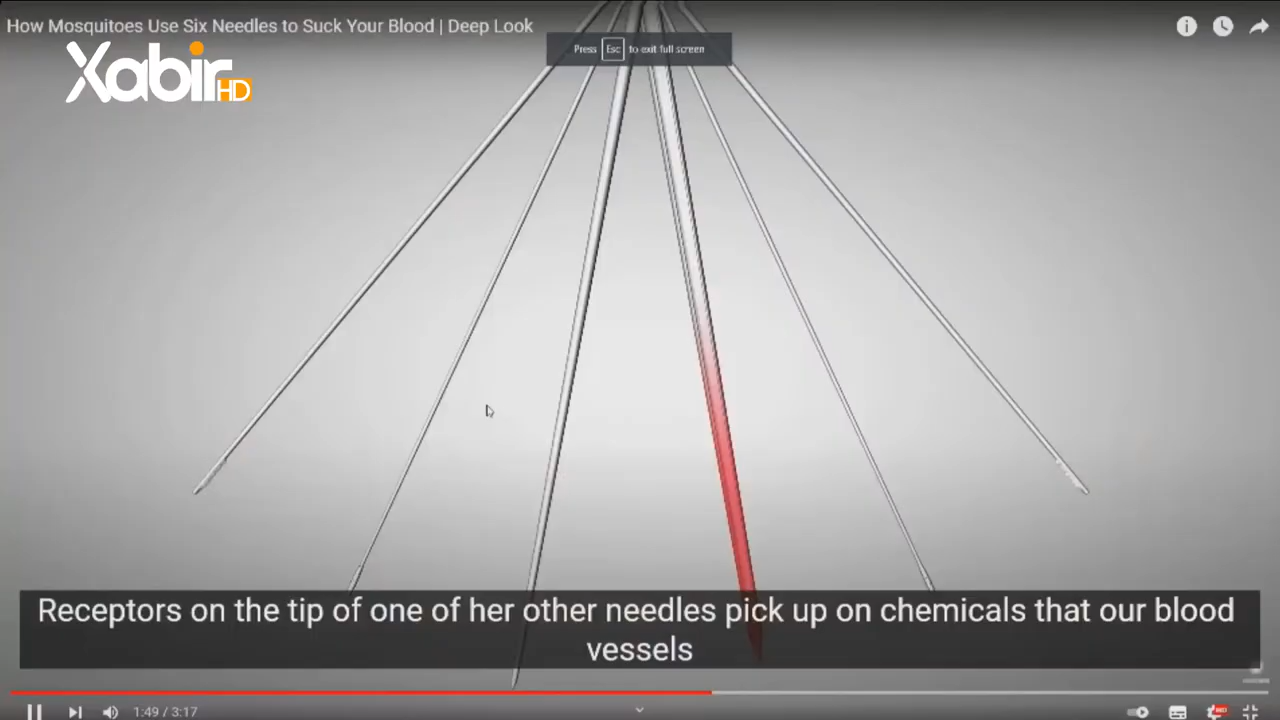 How Mosquitoes Use Six Needles to Suck Your Blood | Deep Look
Press Esc to exit full screen
Xabir HD
Receptors on the tip of one of her other needles pick up on chemicals that our blood
vessels
1:49 / 3:17